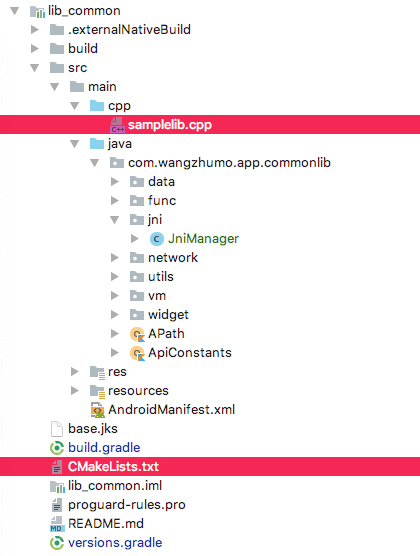 lib_common
.externalNativeBuild
build
src
main
cpp
samplelib.cpp
java
com.wangzhumo.app.commonlib
data
func
jni
JniManager
network
utils
vm
widget
APath
ApiConstants
res
resources
AndroidManifest.xml
base.jks
build.gradle
CMakeLists.txt
lib_common.iml
proguard-rules.pro
README.md
versions.gradle